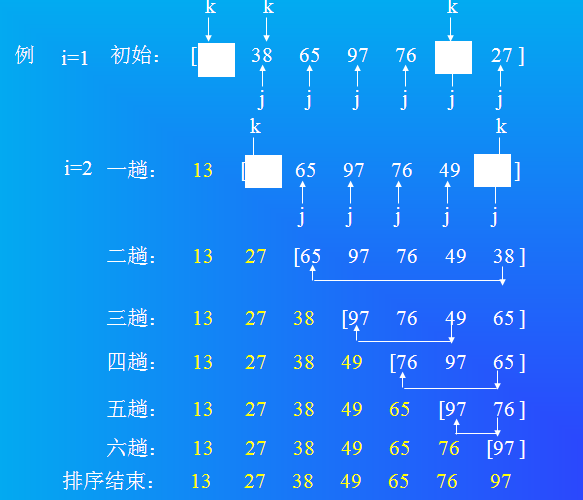 k k k
例 i=1 初始： [ 38 65 97 76 27 ]
j j j j j j
k k
i=2 一趟： 13 [ 65 97 76 49 ]
j j j j j
二趟： 13 27 [65 97 76 49 38 ]
三趟： 13 27 38 [97 76 49 65 ]
四趟： 13 27 38 49 [76 97 65 ]
五趟： 13 27 38 49 65 [97 76 ]
六趟： 13 27 38 49 65 76 [97 ]
排序结束： 13 27 38 49 65 76 97